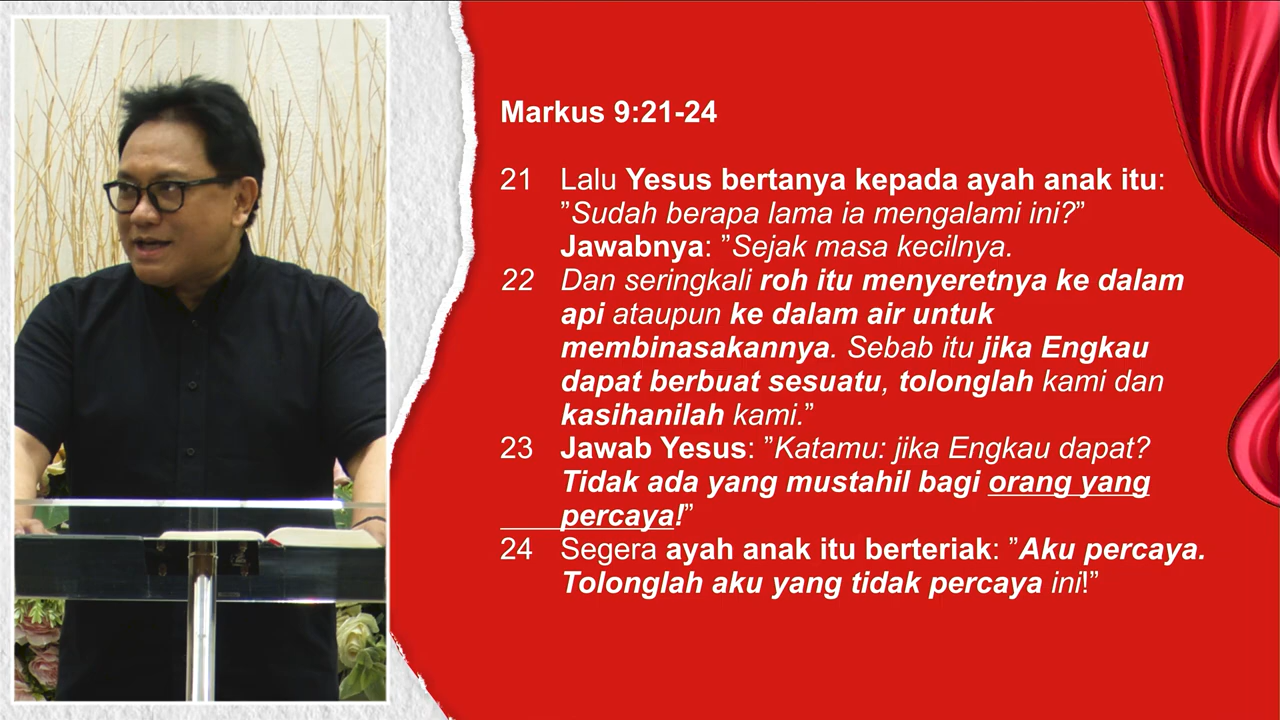 Markus 9:21-24
21 Lalu Yesus bertanya kepada ayah anak itu:
”Sudah berapa lama ia mengalami ini?”
Jawabnya: ”Sejak masa kecilnya.
22 Dan seringkali roh itu menyeretnya ke dalam
api ataupun ke dalam air untuk
membinasakannya. Sebab itu jika Engkau
dapat berbuat sesuatu, tolonglah kami dan
kasihanilah kami.”
23 Jawab Yesus: ”Katamu: jika Engkau dapat?
Tidak ada yang mustahil bagi orang yang
percaya!”
24 Segera ayah anak itu berteriak: ”Aku percaya.
Tolonglah aku yang tidak percaya ini!”